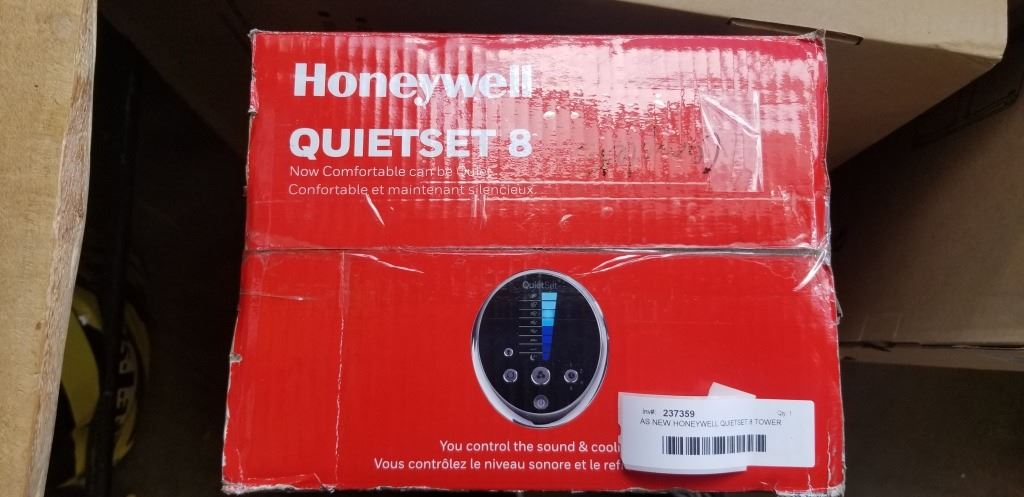 Honeywell
QUIETSET 8
Now Comfortable can be Quiet.
Confortable et maintenant silencieux.
QuietSet
You control the sound &
Vous contrôlez le niveau sonore et le
Inv#: 237359 Qty: 1
AS NEW HONEYWELL QUIETSET 8 TOWER